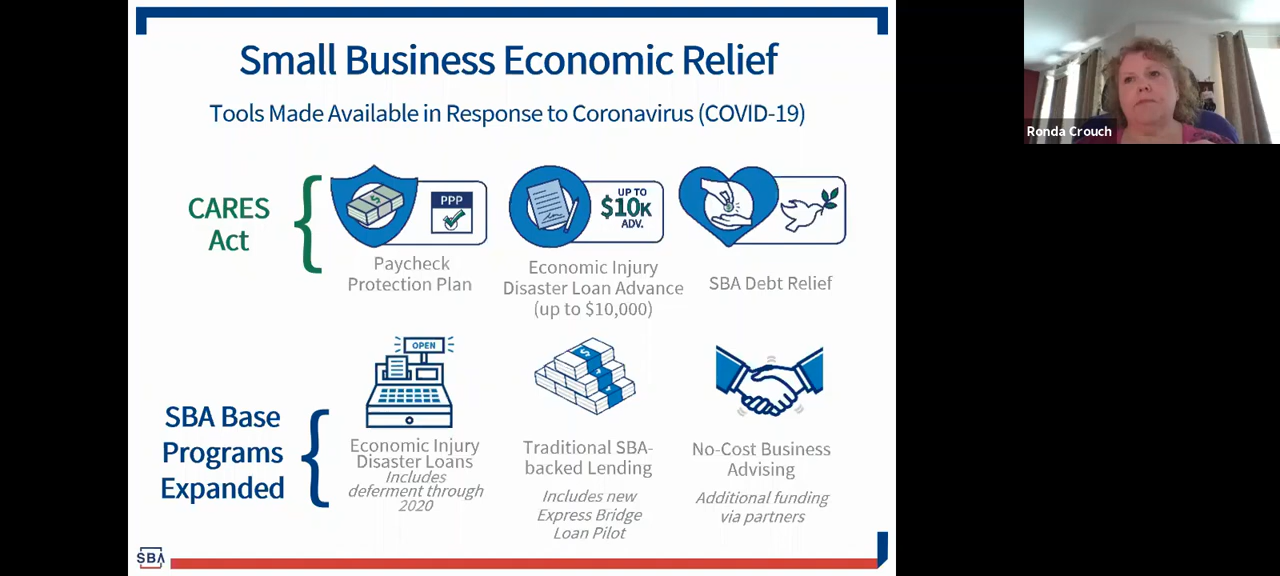 Small Business Economic Relief
Tools Made Available in Response to Coronavirus (COVID-19)
Ronda Crouch
CARES
Act
PPP
UP TO
$10K
ADV.
Paycheck
Protection Plan
Economic Injury
Disaster Loan Advance
(up to $10,000)
SBA Debt Relief
SBA Base
Programs
Expanded
OPEN
Economic Injury
Disaster Loans
Includes
deferment through
2020
Traditional SBA-
backed Lending
Includes new
Express Bridge
Loan Pilot
No-Cost Business
Advising
Additional funding
via partners
SBA